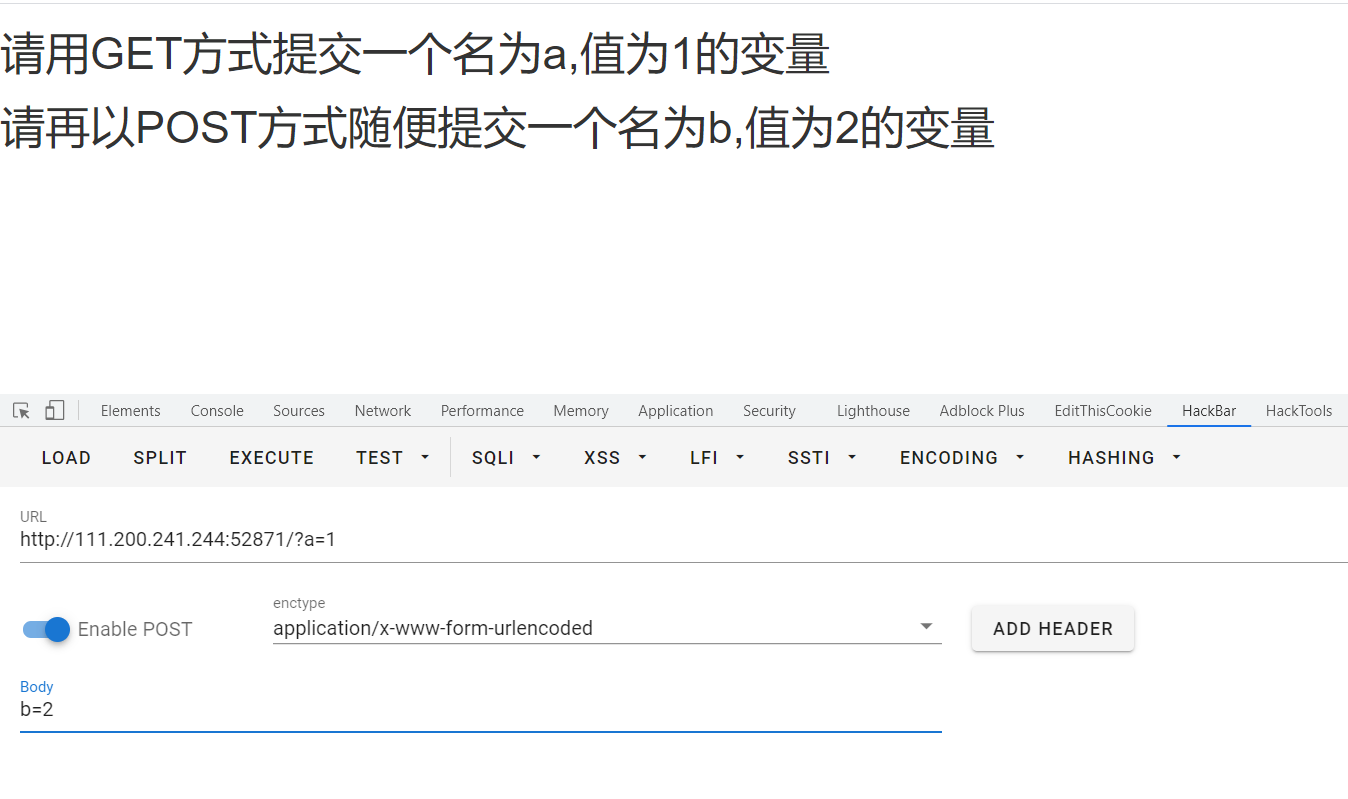 请用GET方式提交一个名为a,值为1的变量
请再以POST方式随便提交一个名为b,值为2的变量
Elements Console Sources Network Performance Memory Application Security Lighthouse Adblock Plus EditThisCookie HackBar HackTools
LOAD SPLIT EXECUTE TEST SQLI XSS LFI SSTI ENCODING HASHING
URL
http://111.200.241.244:52871/?a=1
enctype
Enable POST application/x-www-form-urlencoded ADD HEADER
Body
b=2